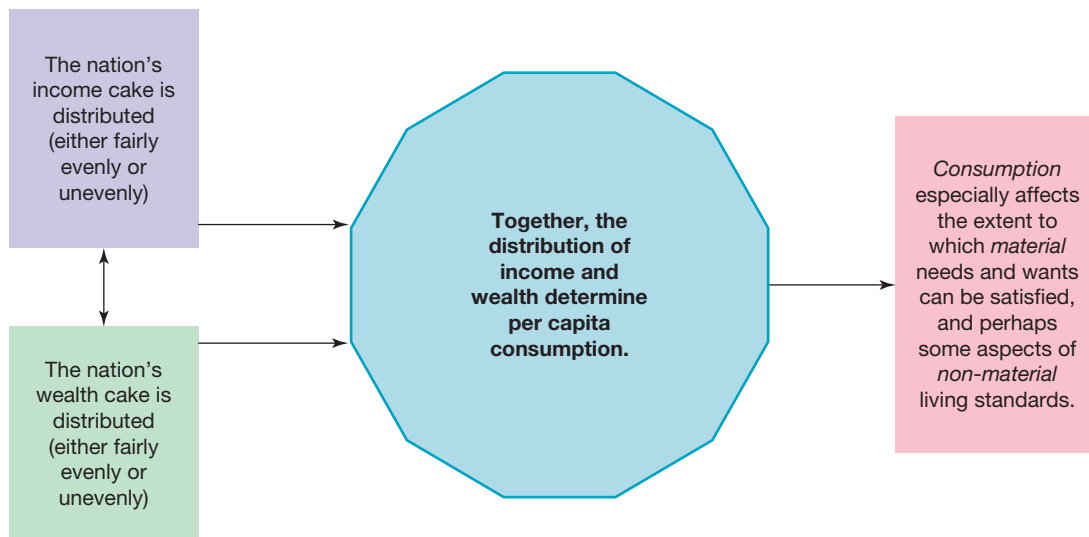 The nation’s
income cake is
distributed
(either fairly
evenly or
unevenly)
The nation’s
wealth cake is
distributed
(either fairly
evenly or
unevenly)
Together, the
distribution of
income and
wealth determine
per capita
consumption.
Consumption
especially affects
the extent to
which material
needs and wants
can be satisfied,
and perhaps
some aspects of
non-material
living standards.